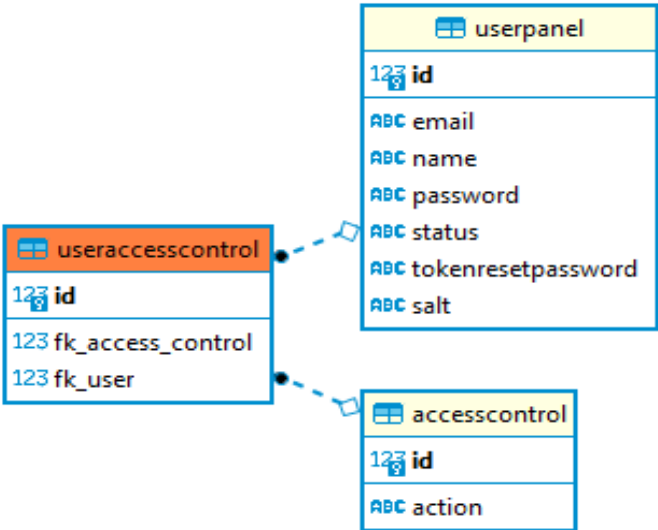 userpanel
123 id
ABC email
ABC name
ABC password
ABC status
ABC tokenresetpassword
ABC salt
useraccesscontrol
123 id
123 fk_access_control
123 fk_user
accesscontrol
123 id
ABC action